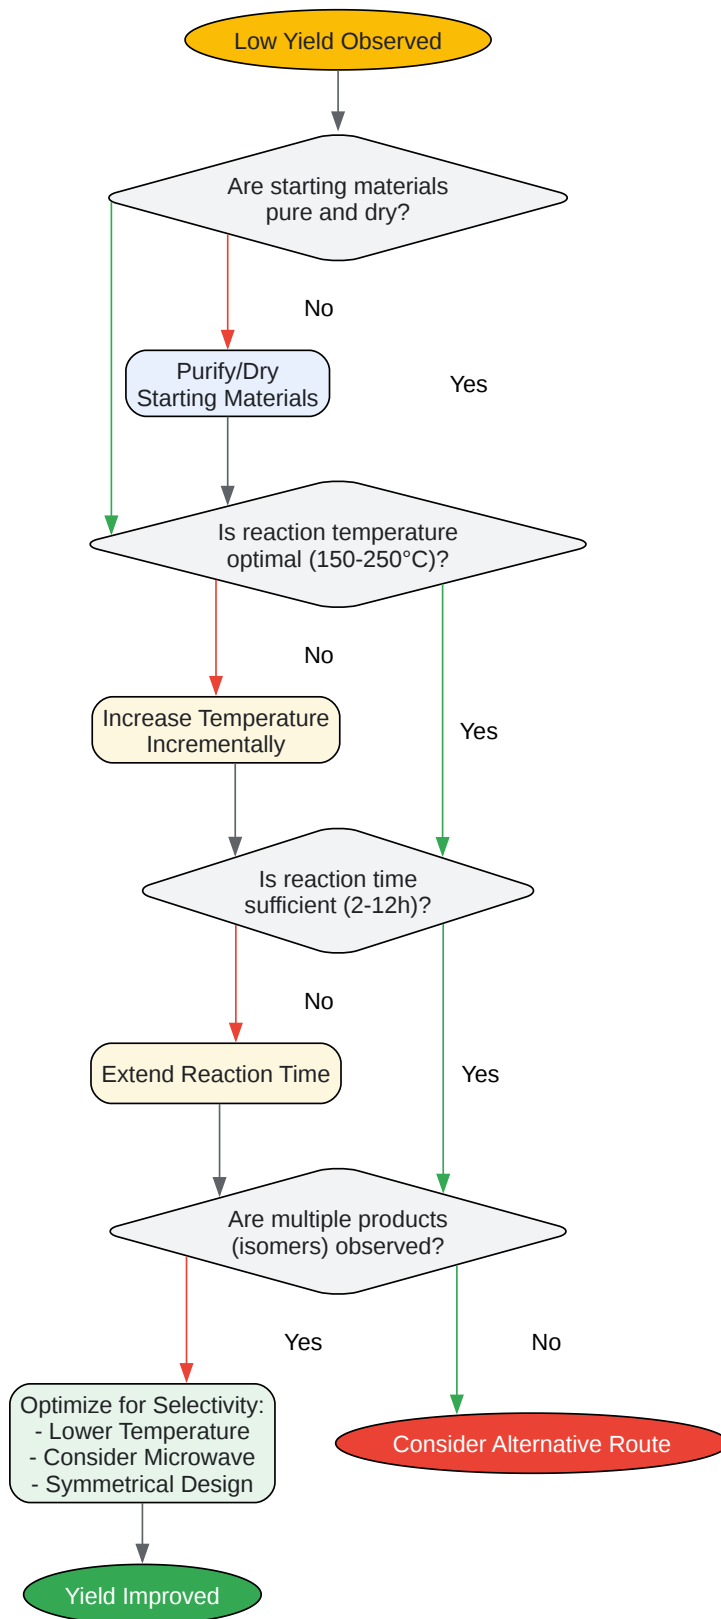 Low Yield Observed
Are starting materials
pure and dry?
No
Purify/Dry
Starting Materials
Yes
Is reaction temperature
optimal (150-250°C)?
No
Increase Temperature
Incrementally
Yes
Is reaction time
sufficient (2-12h)?
No
Extend Reaction Time
Yes
Are multiple products
(isomers) observed?
Yes
No
Optimize for Selectivity:
- Lower Temperature
- Consider Microwave
- Symmetrical Design
Consider Alternative Route
Yield Improved